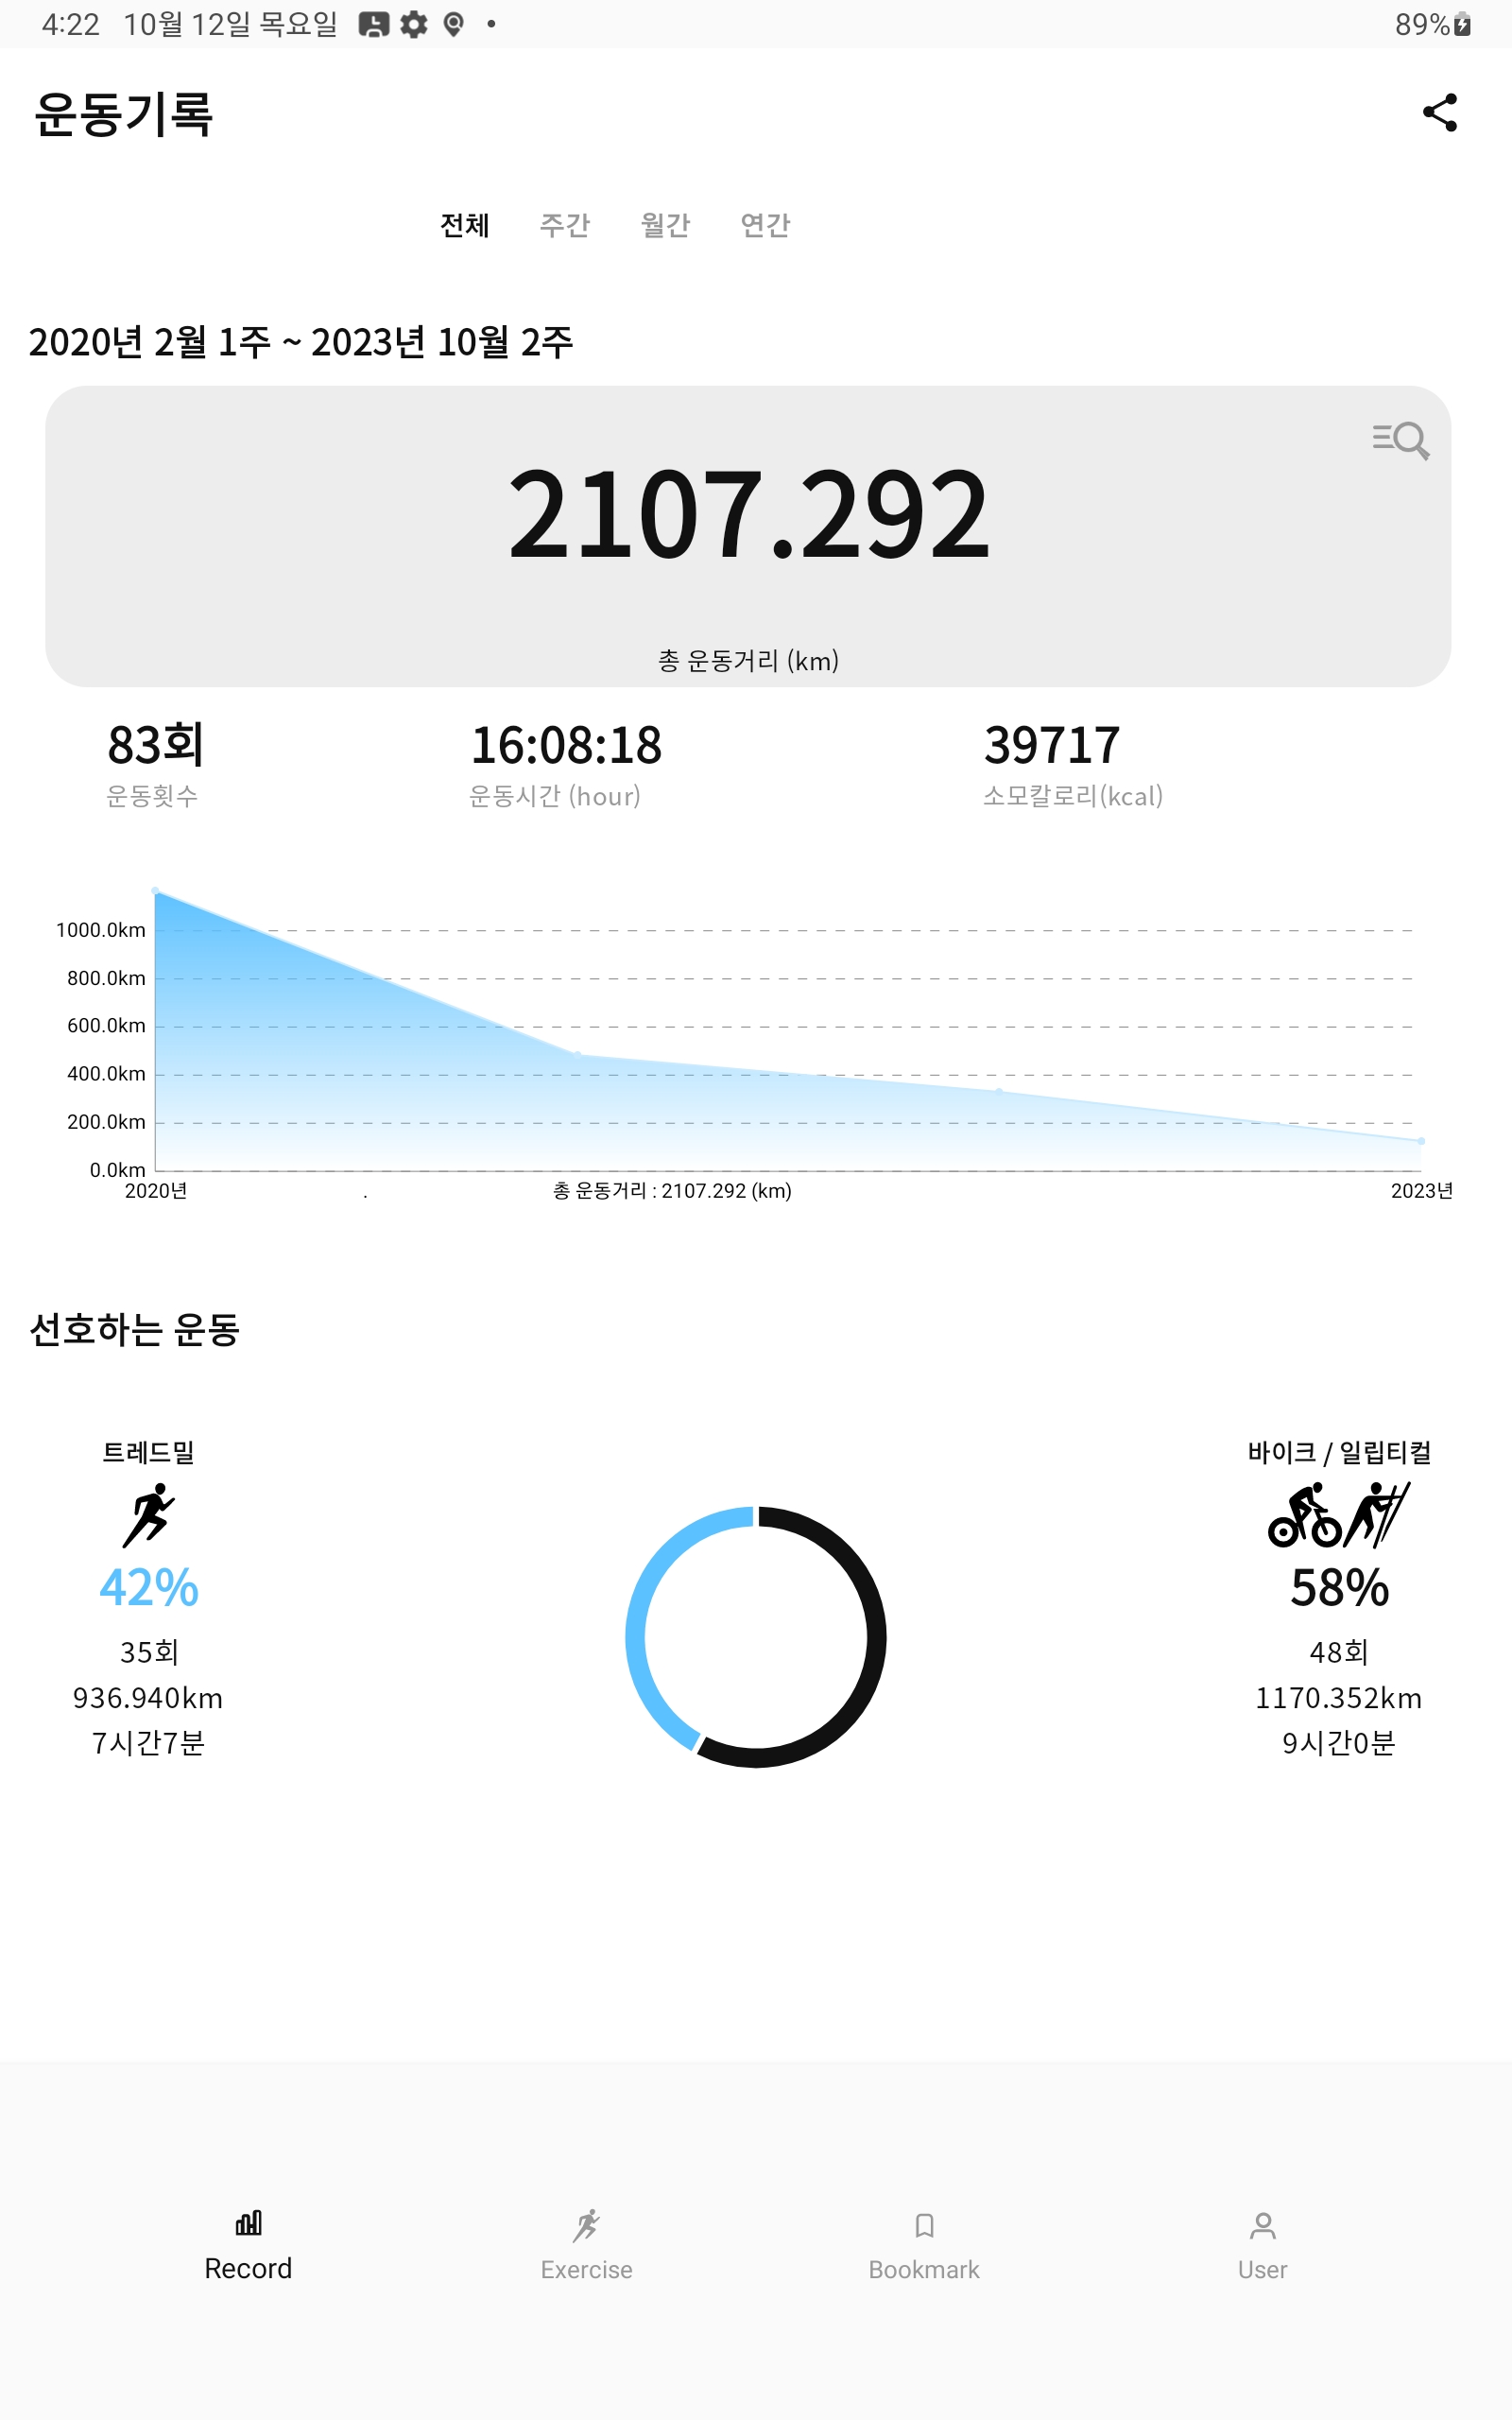 4:22 10월 12일 목요일 89%
운동기록
전체 주간 월간 연간
2020년 2월 1주 ~ 2023년 10월 2주
2107.292
총 운동거리 (km)
83회 16:08:18 39717
운동횟수 운동시간 (hour) 소모칼로리(kcal)
1000.0km
800.0km
600.0km
400.0km
200.0km
0.0km
2020년 . 총 운동거리 : 2107.292 (km) 2023년
선호하는 운동
트레드밀 바이크 / 일립티컬
42% 58%
35회 48회
936.940km 1170.352km
7시간7분 9시간0분
Record Exercise Bookmark User